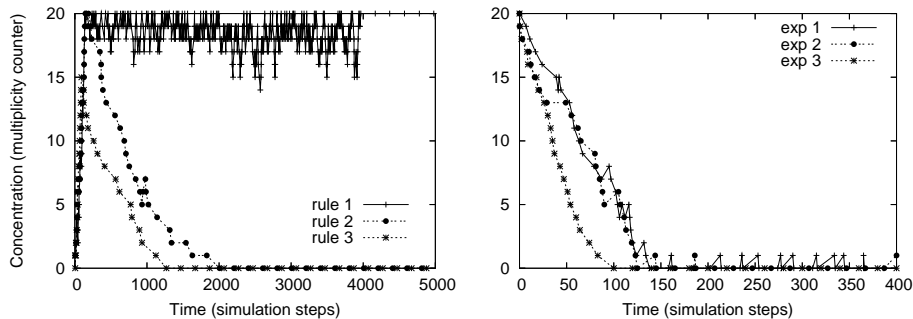 Concentration (multiplicity counter)
20
15
10
5
0
rule 1
rule 2
rule 3
0 1000 2000 3000 4000 5000
Time (simulation steps)
20
15
10
5
0
exp 1
exp 2
exp 3
0 50 100 150 200 250 300 350 400
Time (simulation steps)